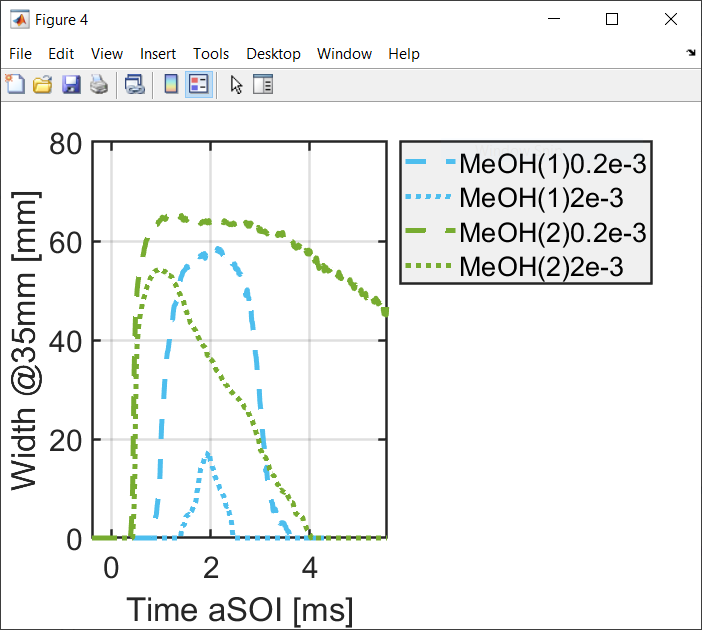 Figure 4
File Edit View Insert Tools Desktop Window Help
80
60
40
20
0
Width @35mm [mm]
0 2 4
Time aSOI [ms]
MeOH(1)0.2e-3
MeOH(1)2e-3
MeOH(2)0.2e-3
MeOH(2)2e-3